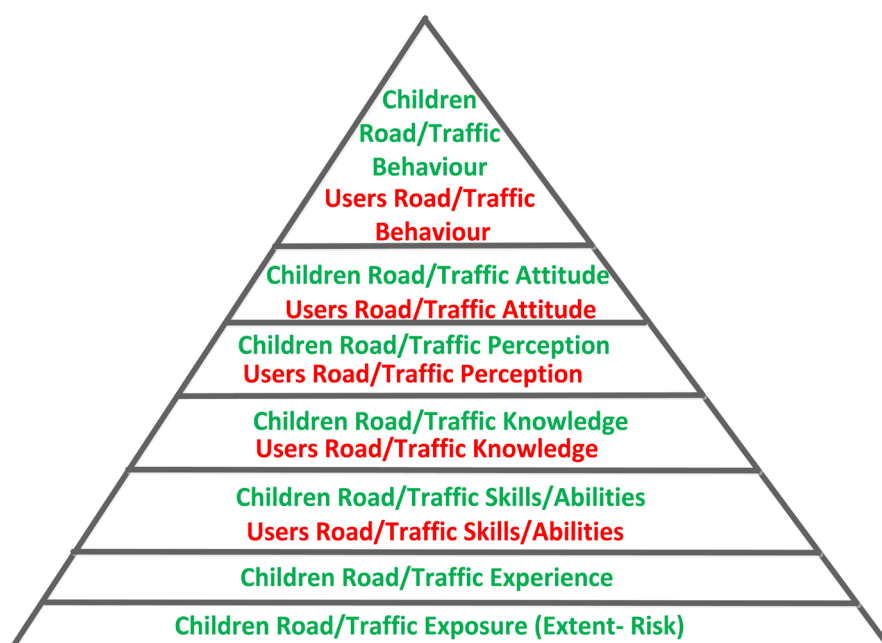 Children
Road/Traffic
Behaviour
Users Road/Traffic
Behaviour
Children Road/Traffic Attitude
Users Road/Traffic Attitude
Children Road/Traffic Perception
Users Road/Traffic Perception
Children Road/Traffic Knowledge
Users Road/Traffic Knowledge
Children Road/Traffic Skills/Abilities
Users Road/Traffic Skills/Abilities
Children Road/Traffic Experience
Children Road/Traffic Exposure (Extent- Risk)